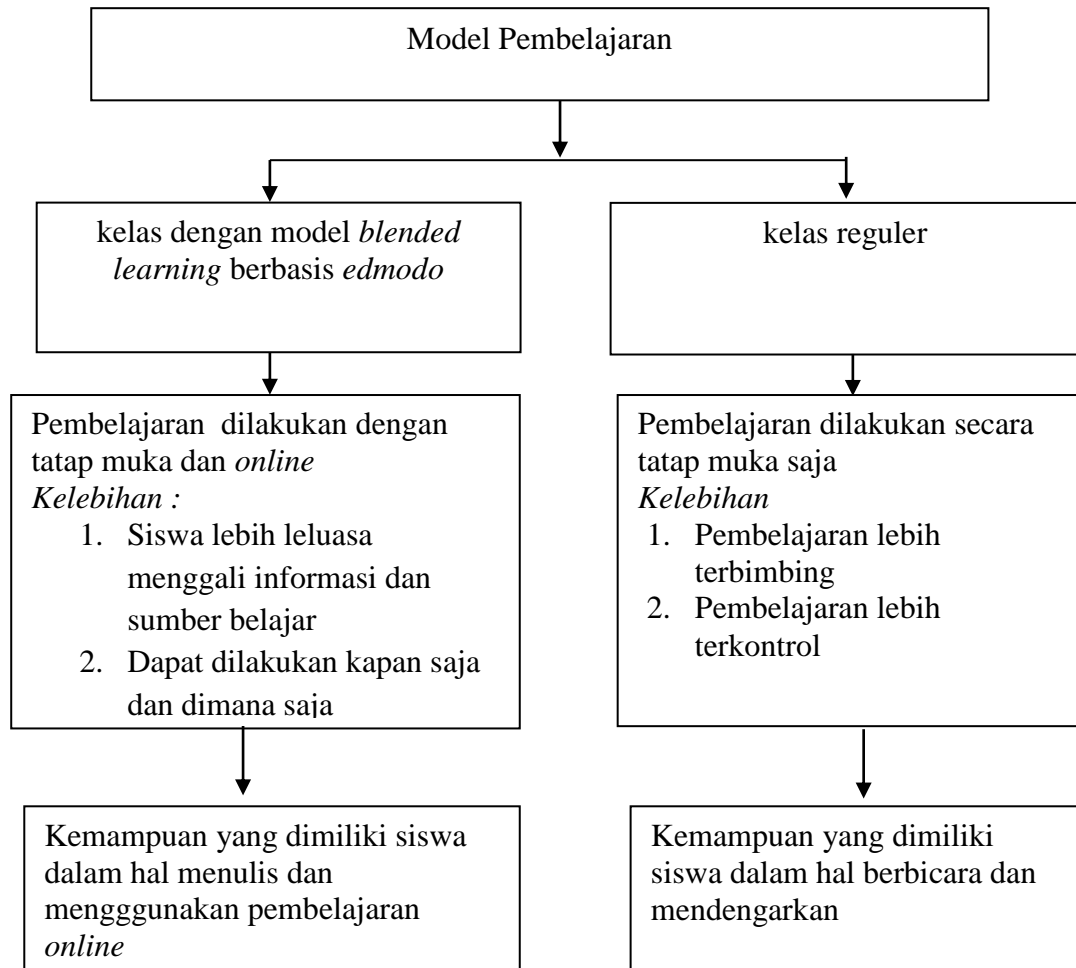 Model Pembelajaran
kelas dengan model blended
learning berbasis edmodo
kelas reguler
Pembelajaran dilakukan dengan
tatap muka dan online
Kelebihan :
1. Siswa lebih leluasa
menggali informasi dan
sumber belajar
2. Dapat dilakukan kapan saja
dan dimana saja
Pembelajaran dilakukan secara
tatap muka saja
Kelebihan
1. Pembelajaran lebih
terbimbing
2. Pembelajaran lebih
terkontrol
Kemampuan yang dimiliki siswa
dalam hal menulis dan
mengggunakan pembelajaran
online
Kemampuan yang dimiliki
siswa dalam hal berbicara dan
mendengarkan